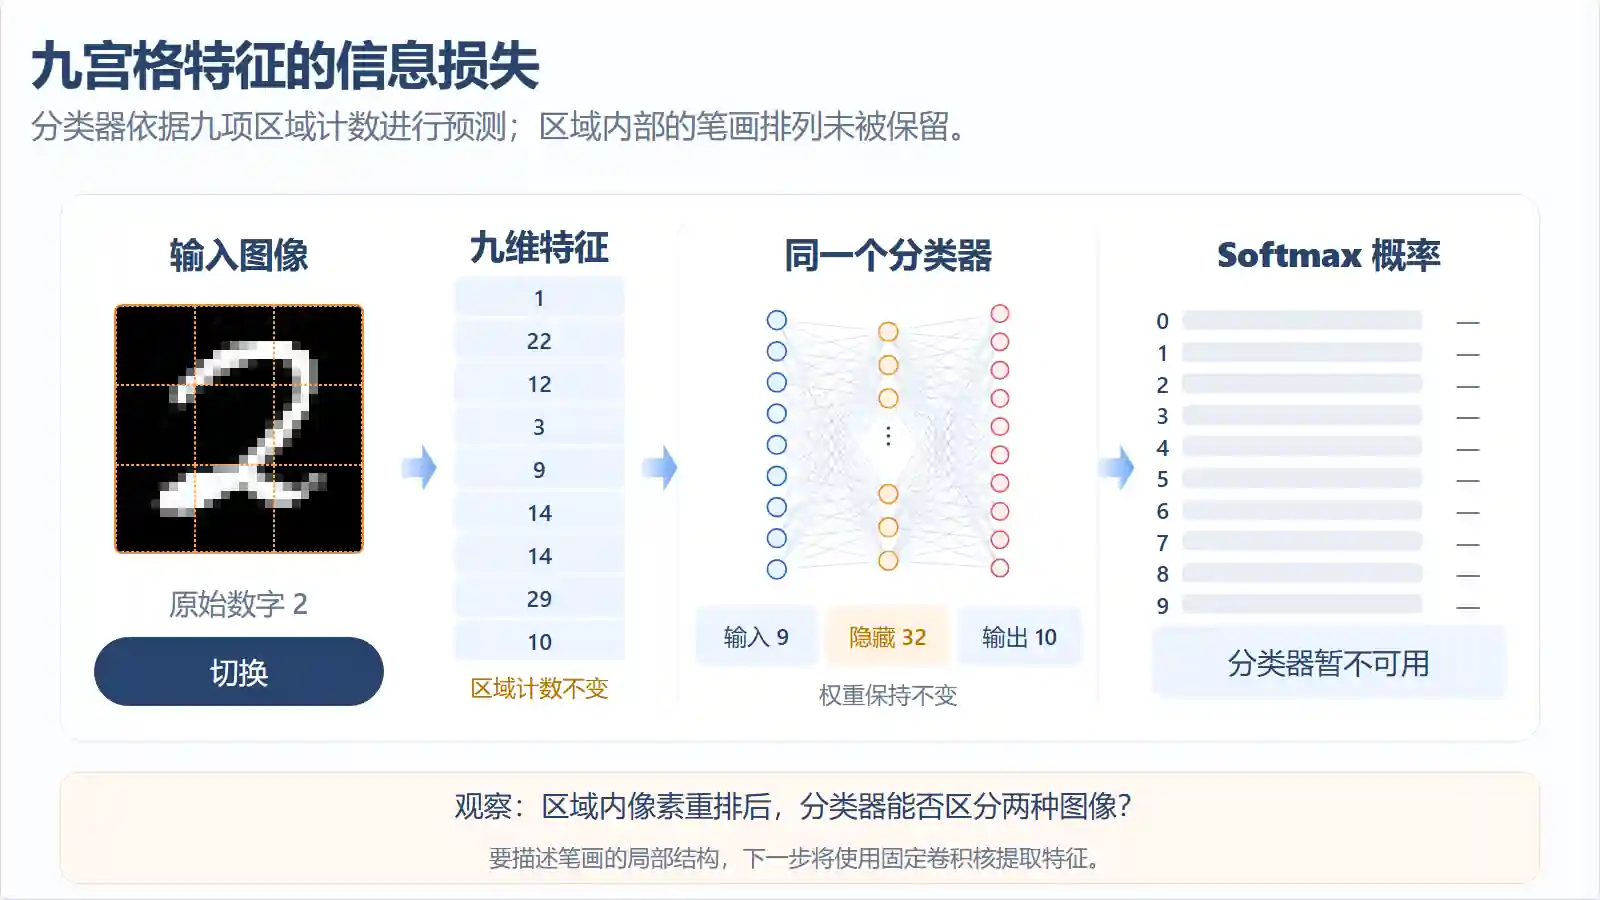 九宫格特征的信息损失
分类器依据九项区域计数进行预测；区域内部的笔画排列未被保留。
输入图像
原始数字 2
切换
九维特征
1
22
12
3
9
14
14
29
10
区域计数不变
同一个分类器
⋮
输入 9
隐藏 32
输出 10
权重保持不变
Softmax 概率
0 —
1 —
2 —
3 —
4 —
5 —
6 —
7 —
8 —
9 —
分类器暂不可用
观察：区域内像素重排后，分类器能否区分两种图像？
要描述笔画的局部结构，下一步将使用固定卷积核提取特征。